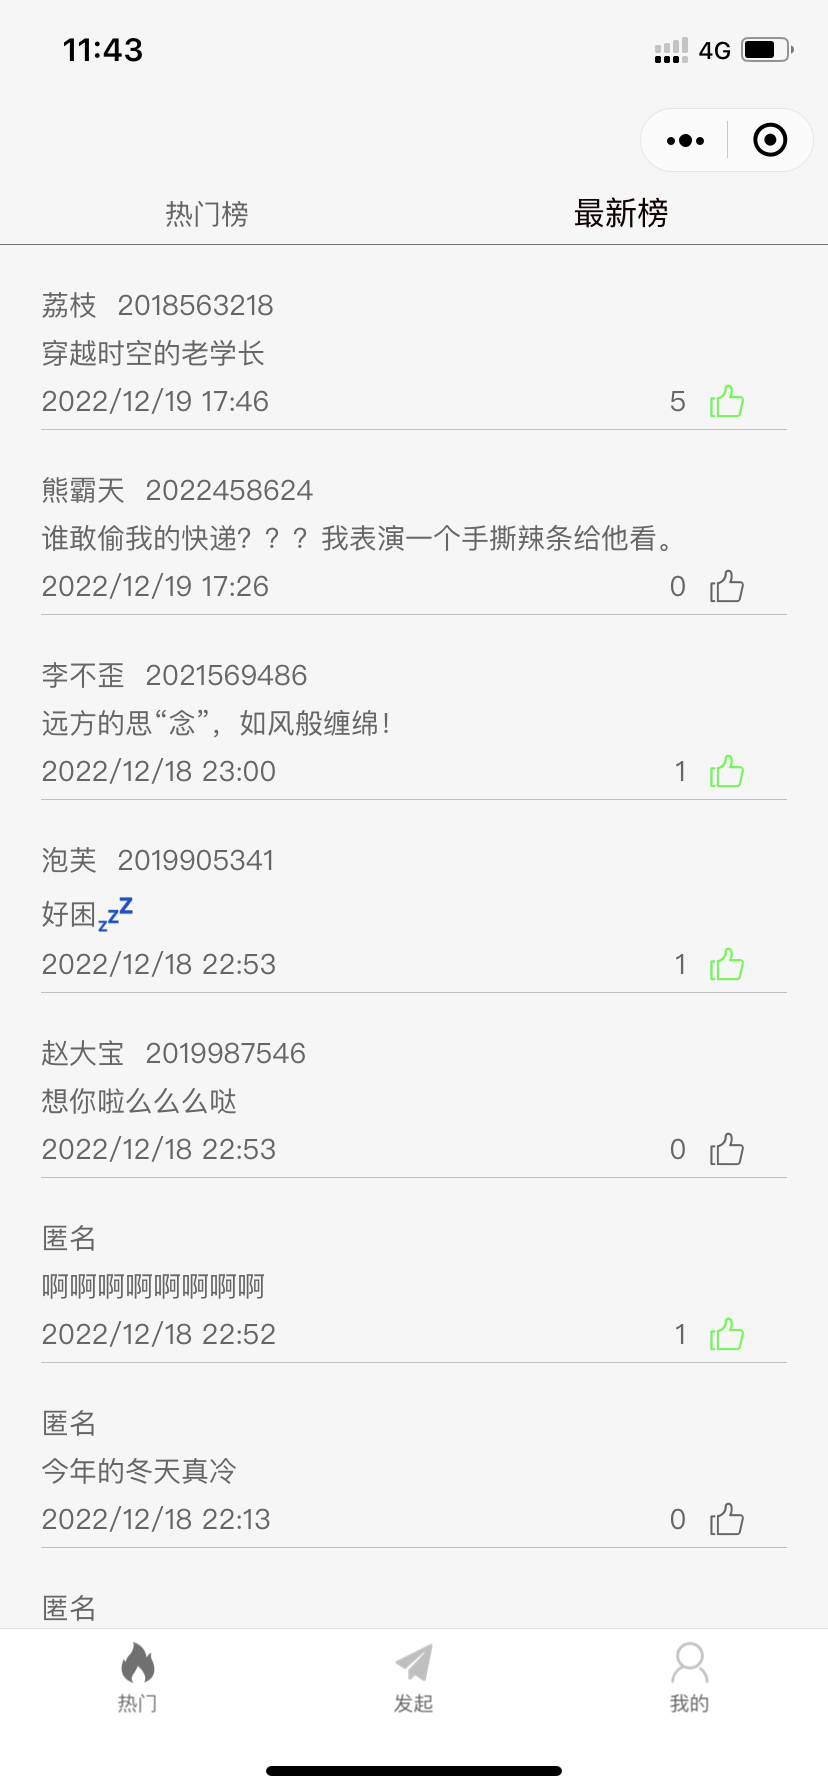 11:43
4G
热门榜 最新榜
荔枝 2018563218
穿越时空的老学长
2022/12/19 17:46 5
熊霸天 2022458624
谁敢偷我的快递？？？我表演一个手撕辣条给他看。
2022/12/19 17:26 0
李不歪 2021569486
远方的思“念”，如风般缠绵！
2022/12/18 23:00 1
泡芙 2019905341
好困💤
2022/12/18 22:53 1
赵大宝 2019987546
想你啦么么么哒
2022/12/18 22:53 0
匿名
啊啊啊啊啊啊啊啊
2022/12/18 22:52 1
匿名
今年的冬天真冷
2022/12/18 22:13 0
匿名
热门 发起 我的